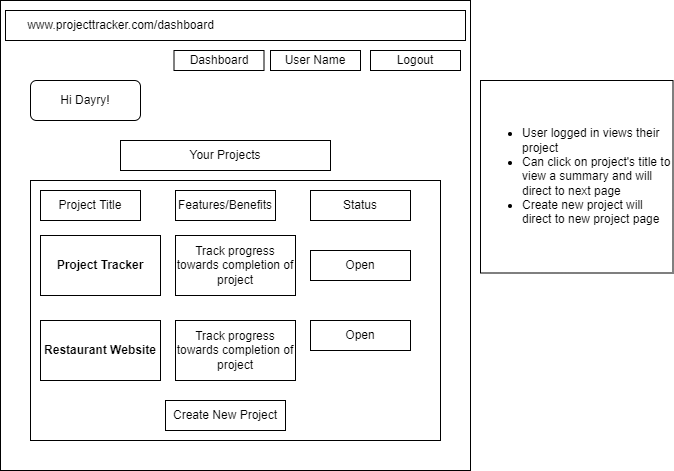 www.projecttracker.com/dashboard
Dashboard
User Name
Logout
Hi Dayry!
Your Projects
Project Title
Features/Benefits
Status
Project Tracker
Track progress
towards completion of
project
Open
Restaurant Website
Track progress
towards completion of
project
Open
Create New Project
• User logged in views their
project
• Can click on project's title to
view a summary and will
direct to next page
• Create new project will
direct to new project page